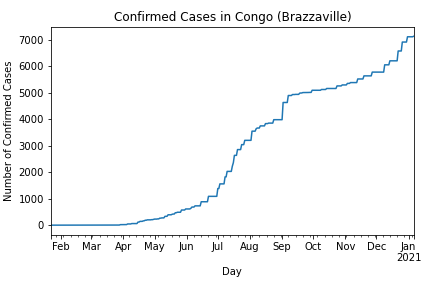 Confirmed Cases in Congo (Brazzaville)
Number of Confirmed Cases
7000
6000
5000
4000
3000
2000
1000
0
Feb Mar Apr May Jun Jul Aug Sep Oct Nov Dec Jan
2021
Day